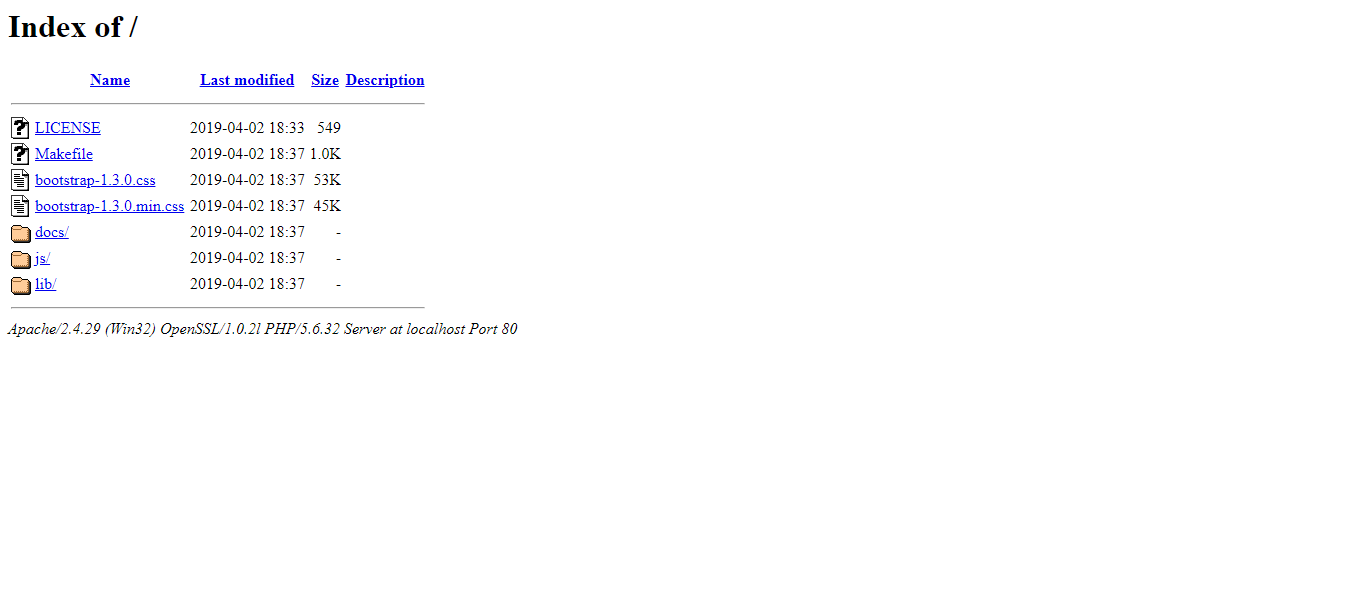 Index of /
Name Last modified Size Description
LICENSE 2019-04-02 18:33 549
Makefile 2019-04-02 18:37 1.0K
bootstrap-1.3.0.css 2019-04-02 18:37 53K
bootstrap-1.3.0.min.css 2019-04-02 18:37 45K
docs/ 2019-04-02 18:37 -
js/ 2019-04-02 18:37 -
lib/ 2019-04-02 18:37 -
Apache/2.4.29 (Win32) OpenSSL/1.0.2l PHP/5.6.32 Server at localhost Port 80